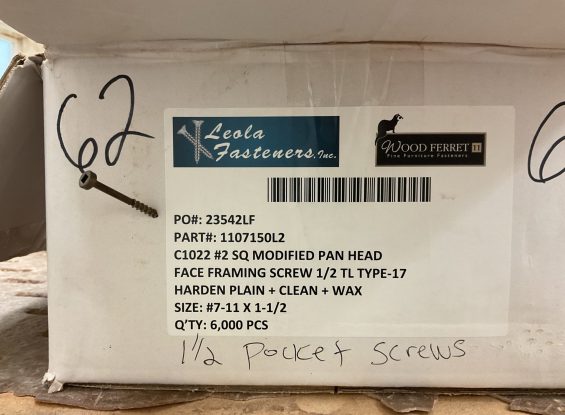 62
Leola
Fasteners, Inc.
WOOD FERRET
Fine Furniture Fasteners
PO#: 23542LF
PART#: 1107150L2
C1022 #2 SQ MODIFIED PAN HEAD
FACE FRAMING SCREW 1/2 TL TYPE-17
HARDEN PLAIN + CLEAN + WAX
SIZE: #7-11 X 1-1/2
Q'TY: 6,000 PCS
1 1/2 Pocket Screws